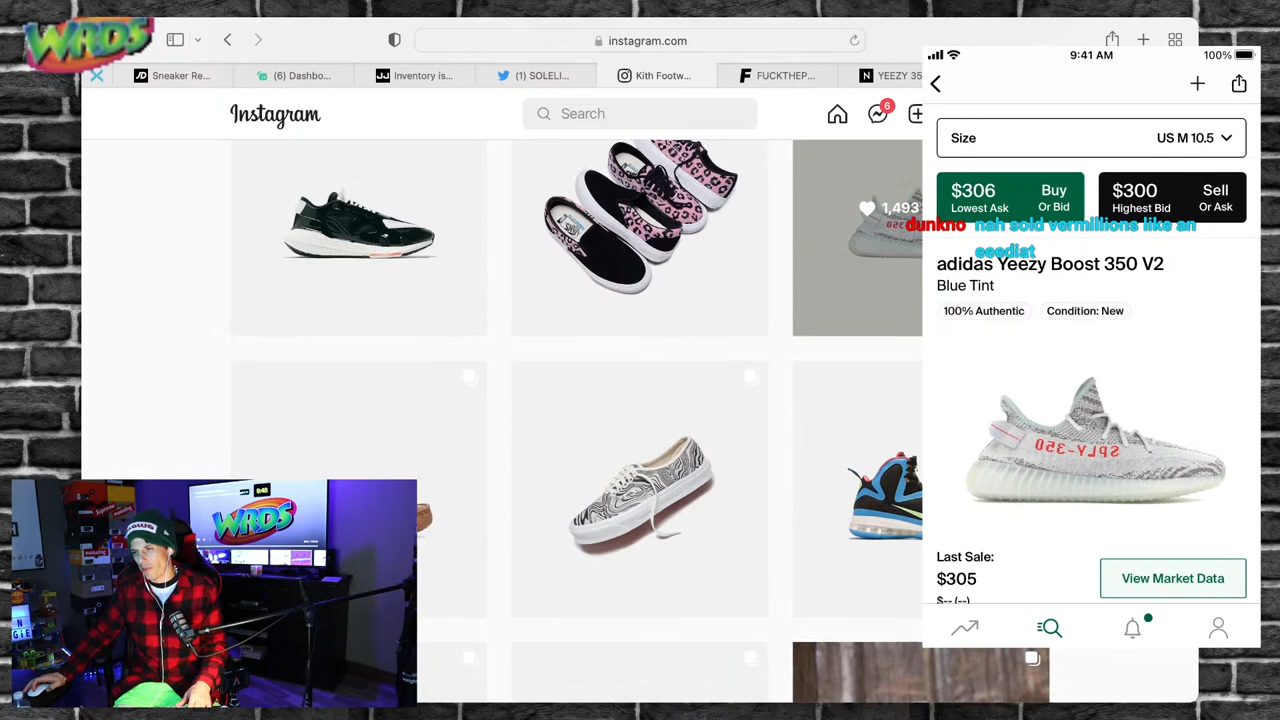 WRDS
instagram.com
Sneaker Re...
(6) Dashbo...
Inventory is...
(1) SOLELI...
Kith Footw...
FUCKTHEP...
YEEZY 35
9:41 AM
100%
Instagram
Search
6
Size
US M 10.5
$306
Lowest Ask
Buy
Or Bid
$300
Highest Bid
Sell
Or Ask
1,493
dunkno nah sold vermillions like an
eeediat
adidas Yeezy Boost 350 V2
Blue Tint
100% Authentic
Condition: New
SPLY-350
Last Sale:
$305
$-- (--)
View Market Data
WRDS